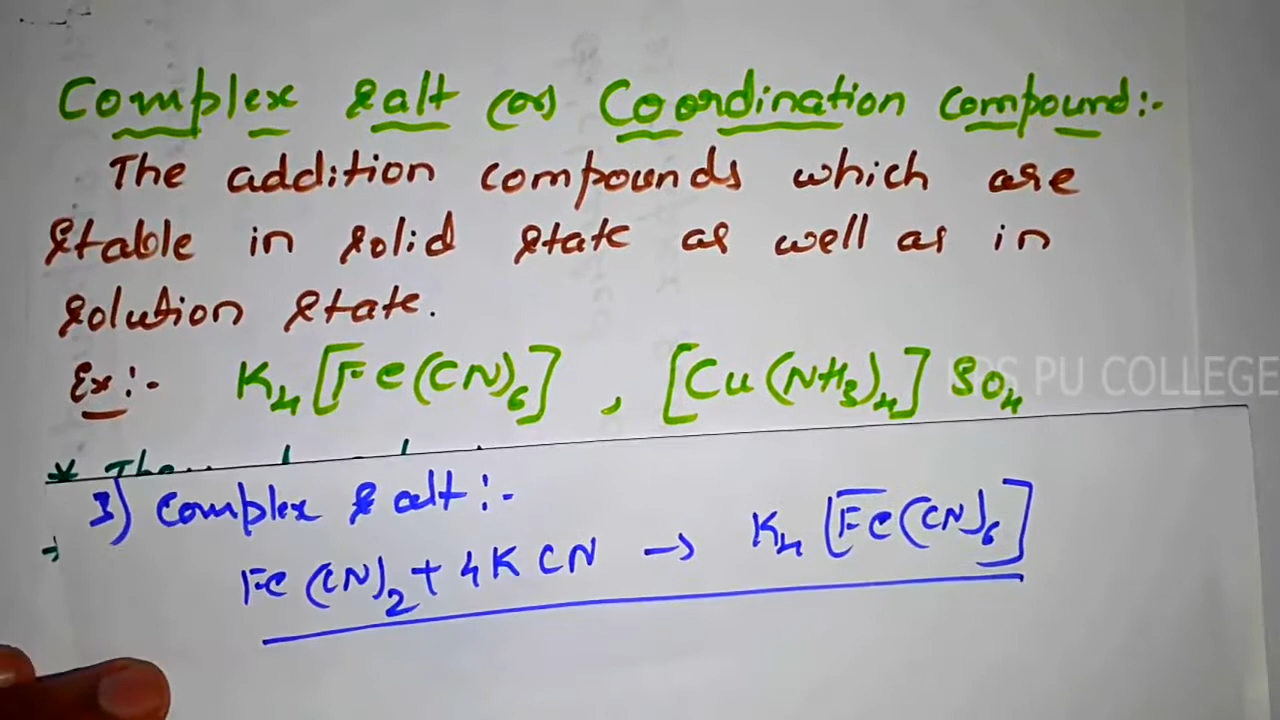 Complex Salt (or) Coordination Compound:-
The addition compounds which are
stable in solid state as well as in
solution state.
Ex:- K₄[Fe(CN)₆] , [Cu(NH₃)₄] SO₄
PU COLLEGE
*
3) Complex Salt:-
Fe(CN)₂ + 4KCN → K₄[Fe(CN)₆]